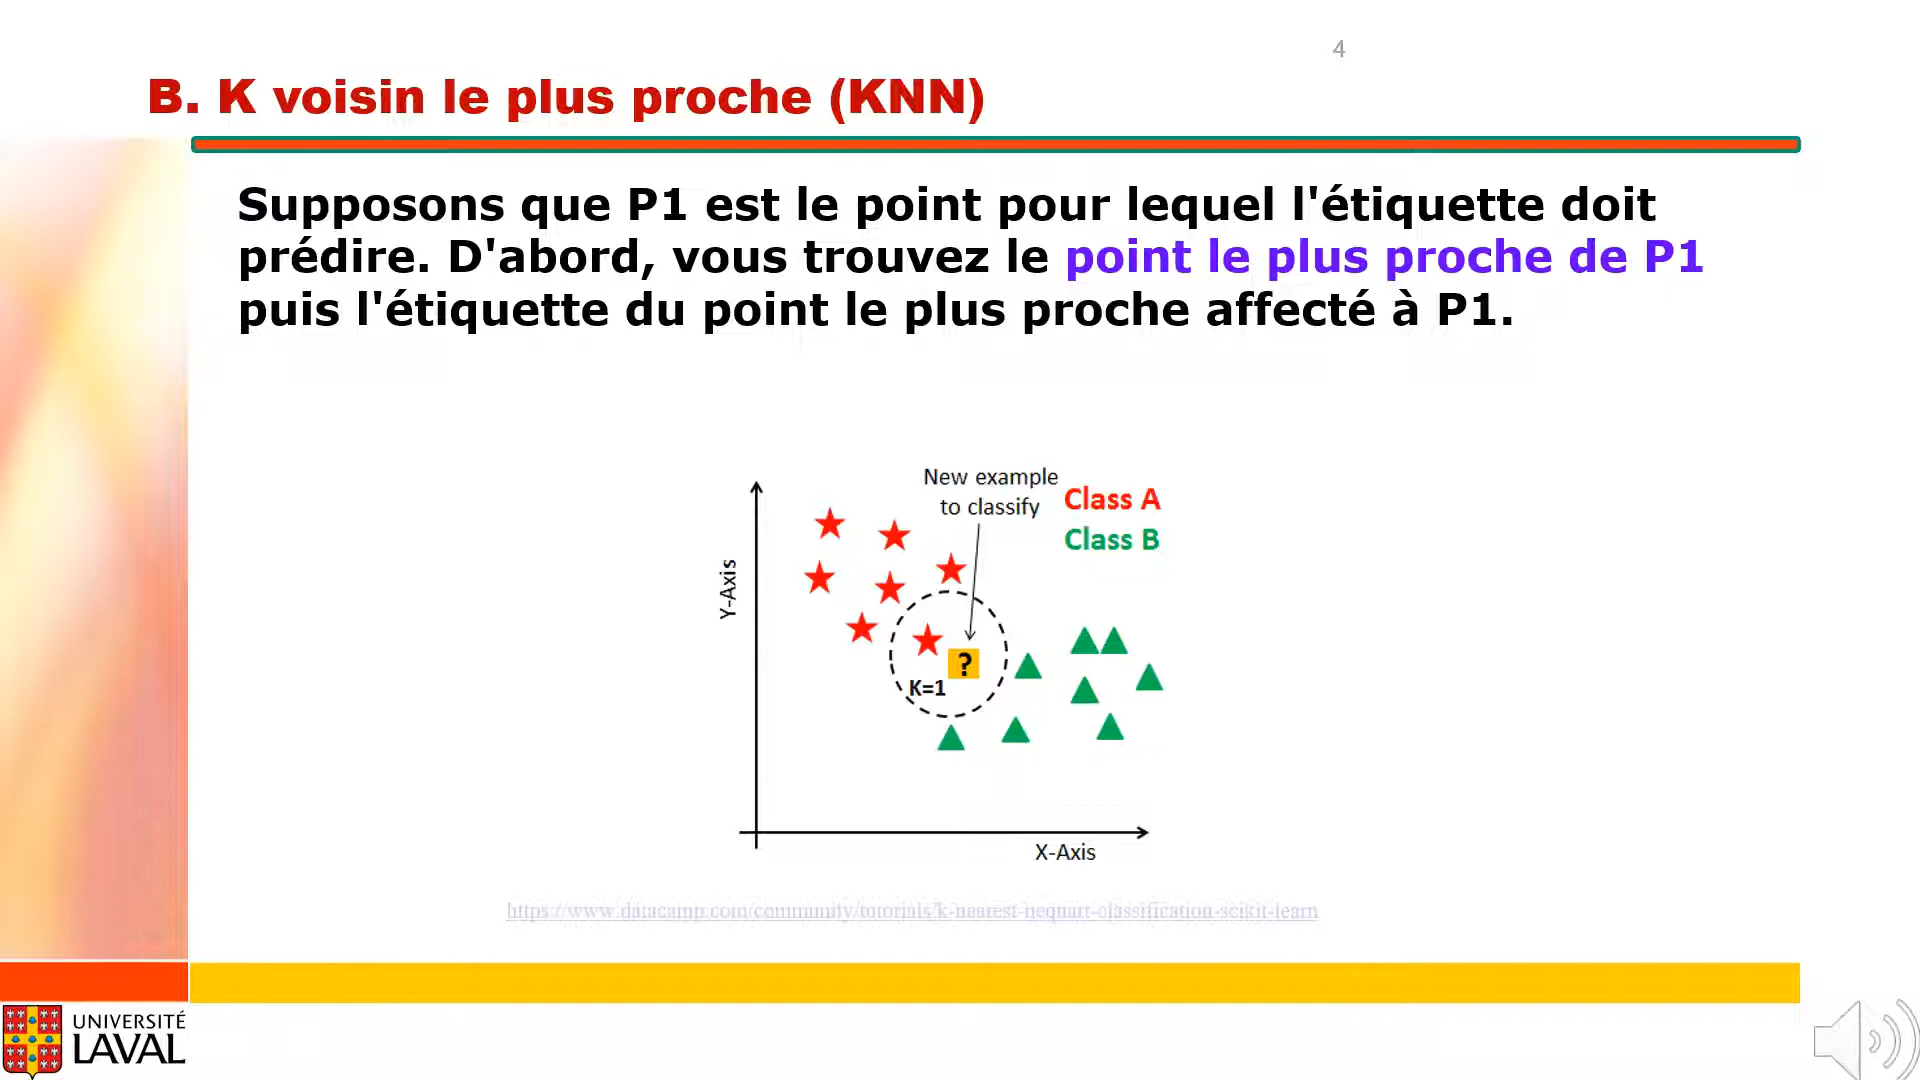 4
B. K voisin le plus proche (KNN)
Supposons que P1 est le point pour lequel l'étiquette doit
prédire. D'abord, vous trouvez le point le plus proche de P1
puis l'étiquette du point le plus proche affecté à P1.
New example
to classify
Class A
Class B
Y-Axis
?
K=1
X-Axis
https://www.datacamp.com/community/tutorials/k-nearest-nequart-classification-scikit-learn
UNIVERSITÉ
LAVAL